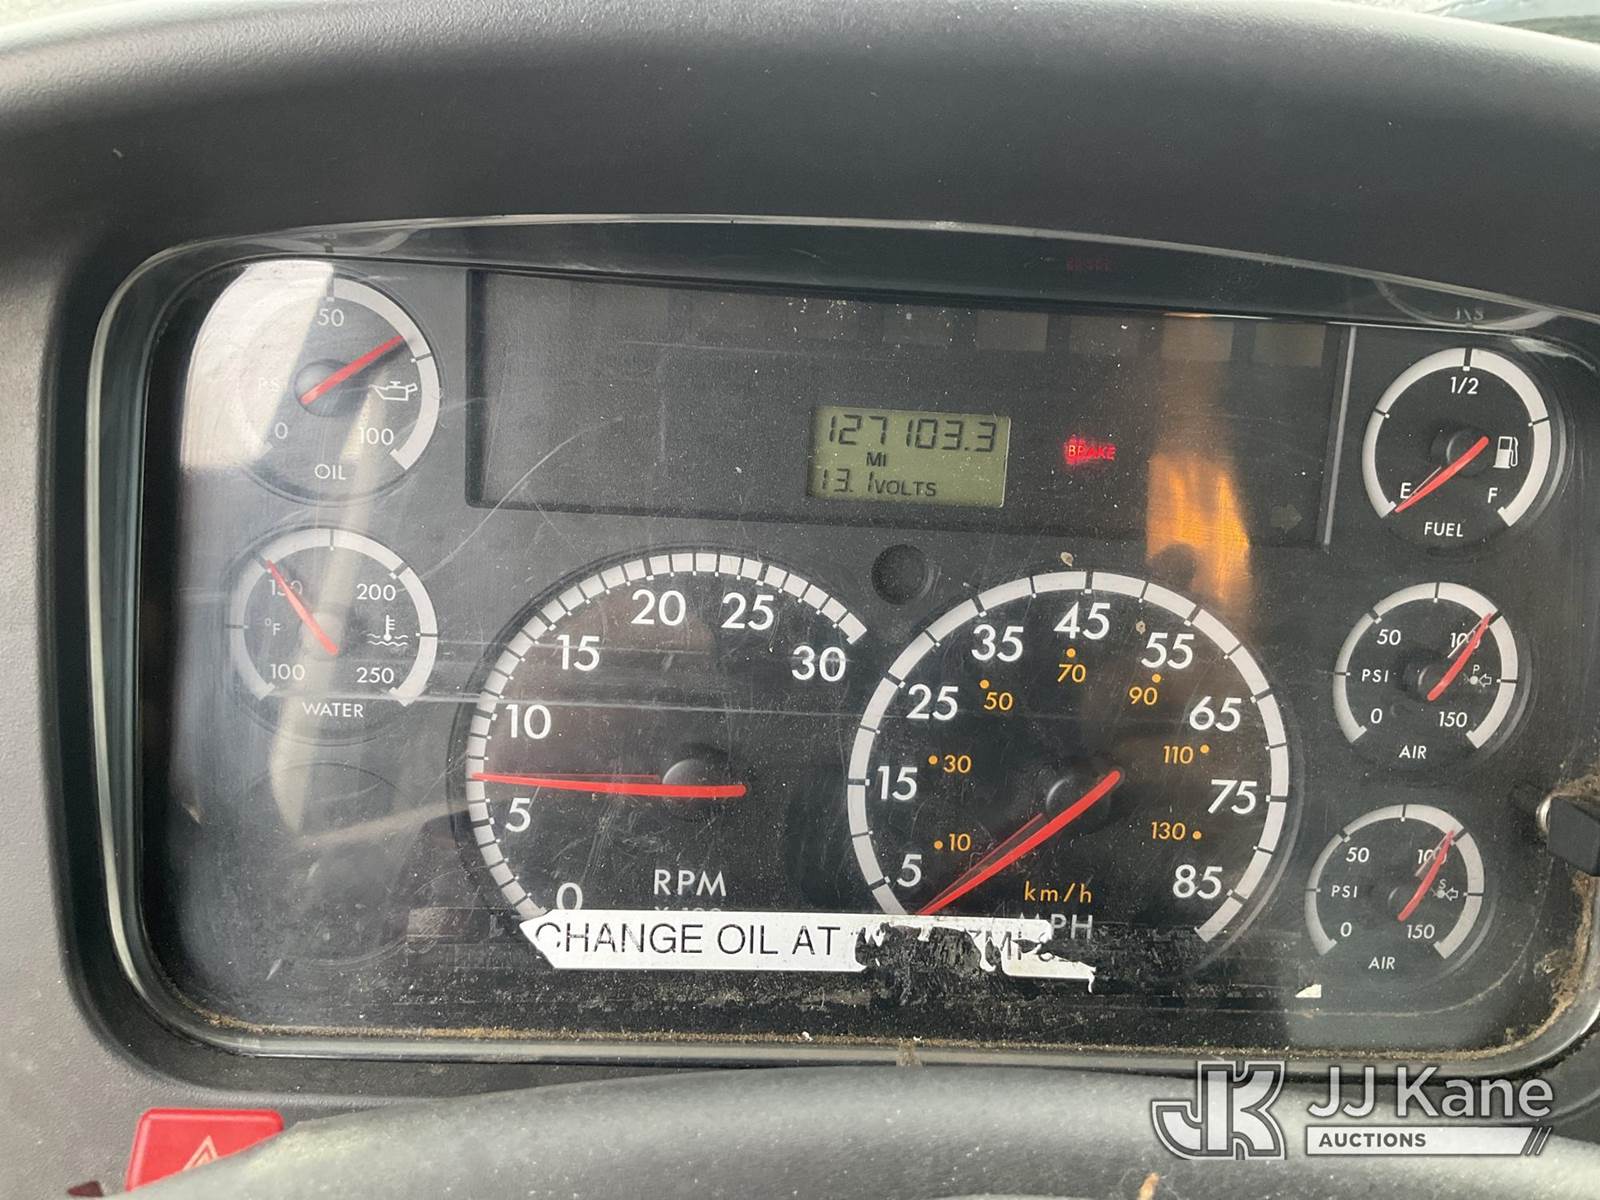 50
PSI
0
100
OIL
150
200
°F
100
250
WATER
127103.3
MI
13.1 VOLTS
BRAKE
1/2
E
F
FUEL
0
5
10
15
20
25
30
RPM
5
15
25
35
45
55
65
75
85
10
30
50
70
90
110
130
km/h
MPH
50
100
PSI
P
0
150
AIR
50
100
PSI
S
0
150
AIR
CHANGE OIL AT
JK JJ Kane
AUCTIONS